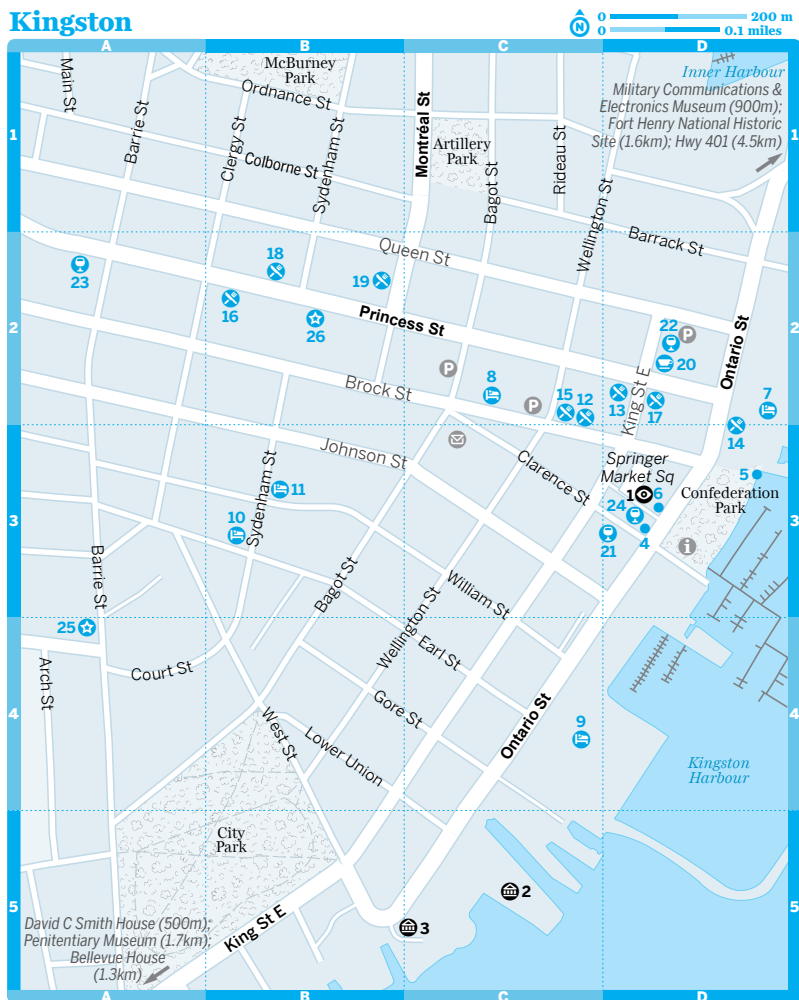 Kingston
N
0 200 m
0 0.1 miles
A B C D
Main St
McBurney
Park
Inner Harbour
Military Communications &
Electronics Museum (900m);
Fort Henry National Historic
Site (1.6km); Hwy 401 (4.5km)
Ordnance St
Barrie St
Clergy St
Sydenham St
Montréal St
1 1
Artillery
Park
Colborne St
Bagot St
Rideau St
Wellington St
Barrack St
Queen St
18
19
23
16
26
Princess St
2 2
22
P
20
Ontario St
P
8
P
15
12
13
King St E
17
7
14
Brock St
Johnson St
Clarence St
Springer
Market Sq
5
1
6
Confederation
Park
24
4
21
i
11
10
Sydenham St
3 3
Barrie St
Bagot St
William St
Wellington St
Earl St
25
Court St
Arch St
Gore St
West St
Lower Union
Ontario St
9
4 4
Kingston
Harbour
City
Park
2
3
5 5
King St E
David C Smith House (500m);
Penitentiary Museum (1.7km);
Bellevue House
(1.3km)
A B C D